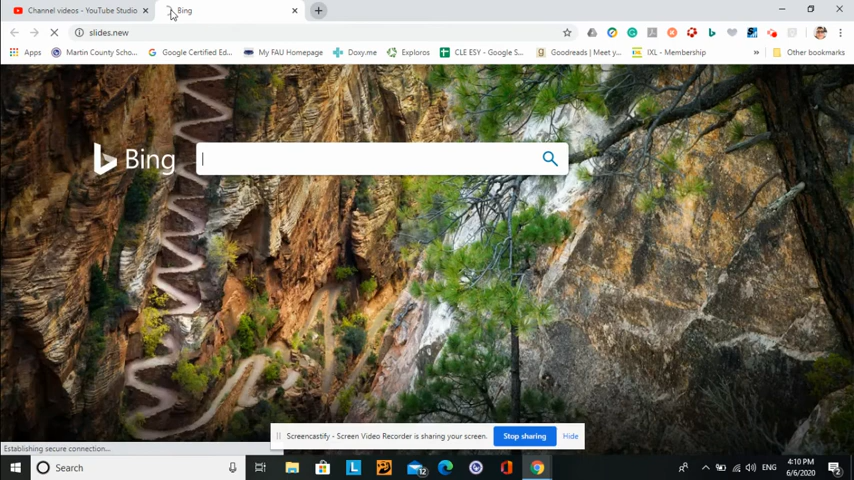 Channel videos - YouTube Studio
Bing
slides.new
Apps
Martin County Scho...
Google Certified Ed...
My FAU Homepage
Doxy.me
Exploros
CLE ESY - Google S...
Goodreads | Meet y...
IXL - Membership
Other bookmarks
Bing
Screencastify - Screen Video Recorder is sharing your screen.
Stop sharing
Hide
Establishing secure connection...
Search
12
ENG
4:10 PM
6/6/2020
2